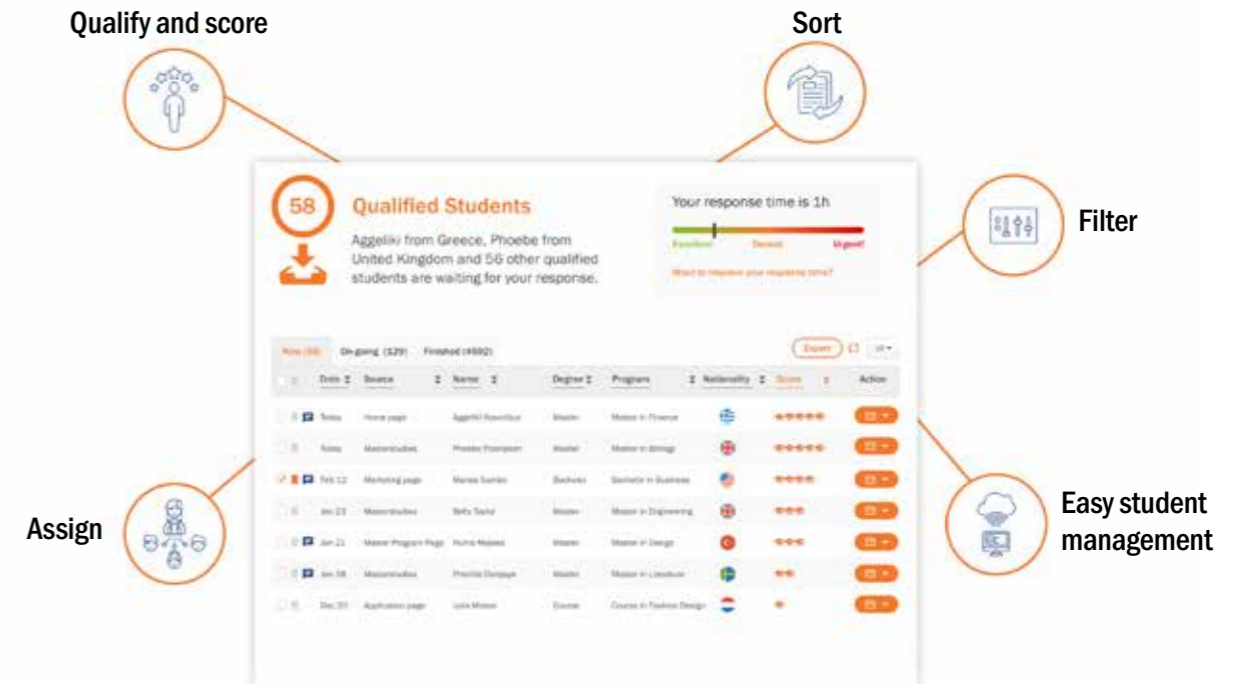 Qualify and score
Sort
Filter
58
Qualified Students
Aggeliki from Greece, Phoebe from
United Kingdom and 56 other qualified
students are waiting for your response.
Your response time is 1h
Excellent Decent Urgent!
Want to improve your response time?
New (58) On-going (129) Finished (4592)
Export
Date Source Name Degree Program Nationality Score Action
Today Home page Aggeliki Master Master in Finance
Today Masterstudies Phoebe Thompson Master Master in Biology
Feb 12 Marketing page Bachelor Bachelor in Business
Jan 23 Masterstudies Betty Taylor Master Master in Engineering
Jan 21 Master Program Page Master Master in Design
Jan 18 Masterstudies Master Master in Literature
Application page Course Course in Fashion Design
Assign
Easy student
management